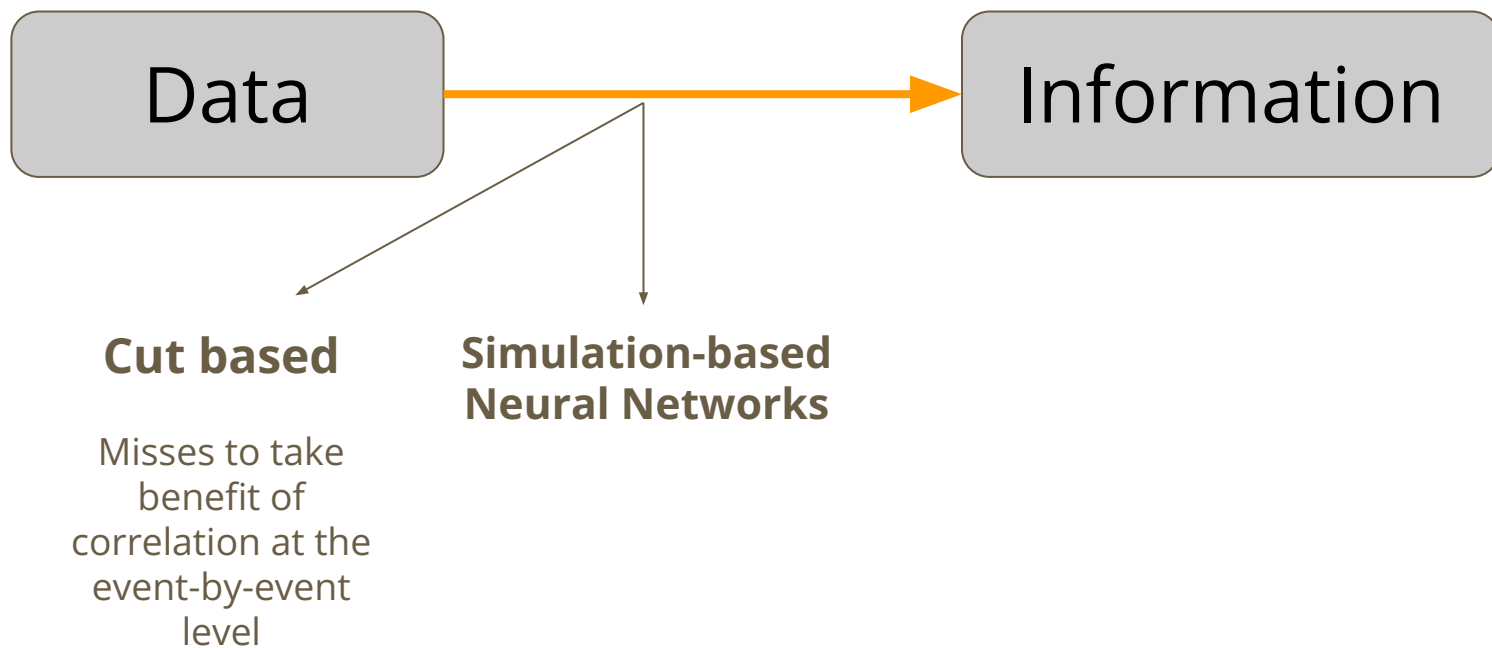 Data
Information
Cut based
Misses to take
benefit of
correlation at the
event-by-event
level
Simulation-based
Neural Networks